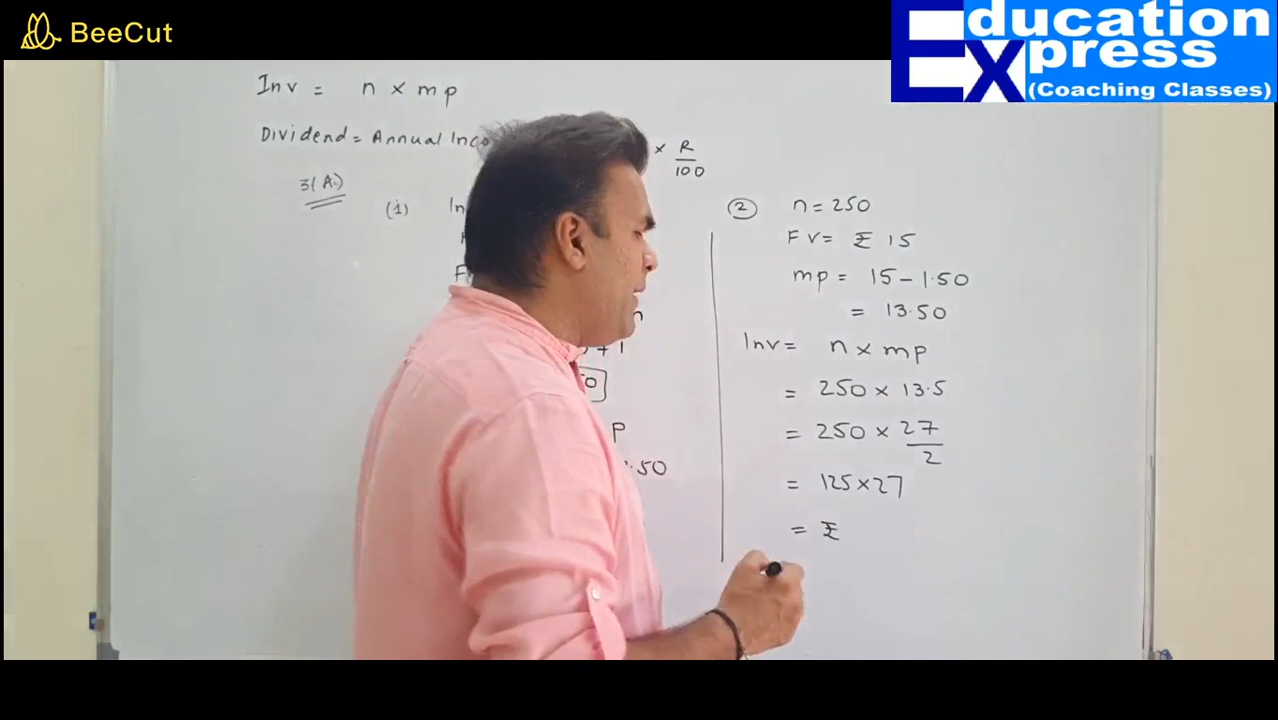 BeeCut
Education
Express
(Coaching Classes)
Inv = n × mp
Dividend = Annual Inco
× R/100
3(A)
(i) In
F
n
+ 1
p
.50
② n = 250
FV = ₹ 15
mp = 15 – 1.50
= 13.50
Inv = n × mp
= 250 × 13.5
= 250 × 27/2
= 125 × 27
= ₹